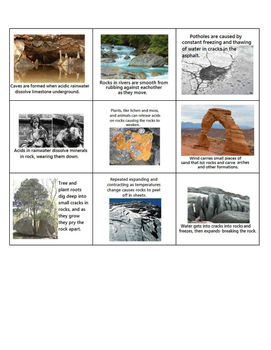 Caves are formed when acidic rainwater
dissolve limestone underground.
Rocks in rivers are smooth from
rubbing against eachother
as they move.
Potholes are caused by
constant freezing and thawing
of water in cracks in the
asphalt.
Acids in rainwater dissolve minerals
in rock, wearing them down.
Plants, like lichen and moss,
and animals can release acids
on rocks causing the rocks to
weaken.
Wind carries small pieces of
sand that hit rocks and carve arches
and other formations.
Tree and
plant roots
dig deep into
small cracks in
rocks, and as
they grow
they pry the
rock apart.
Repeated expanding and
contracting as temperatures
change causes rocks to peel
off in sheets.
Water gets into cracks into rocks and
freezes, then expands breaking the rock.